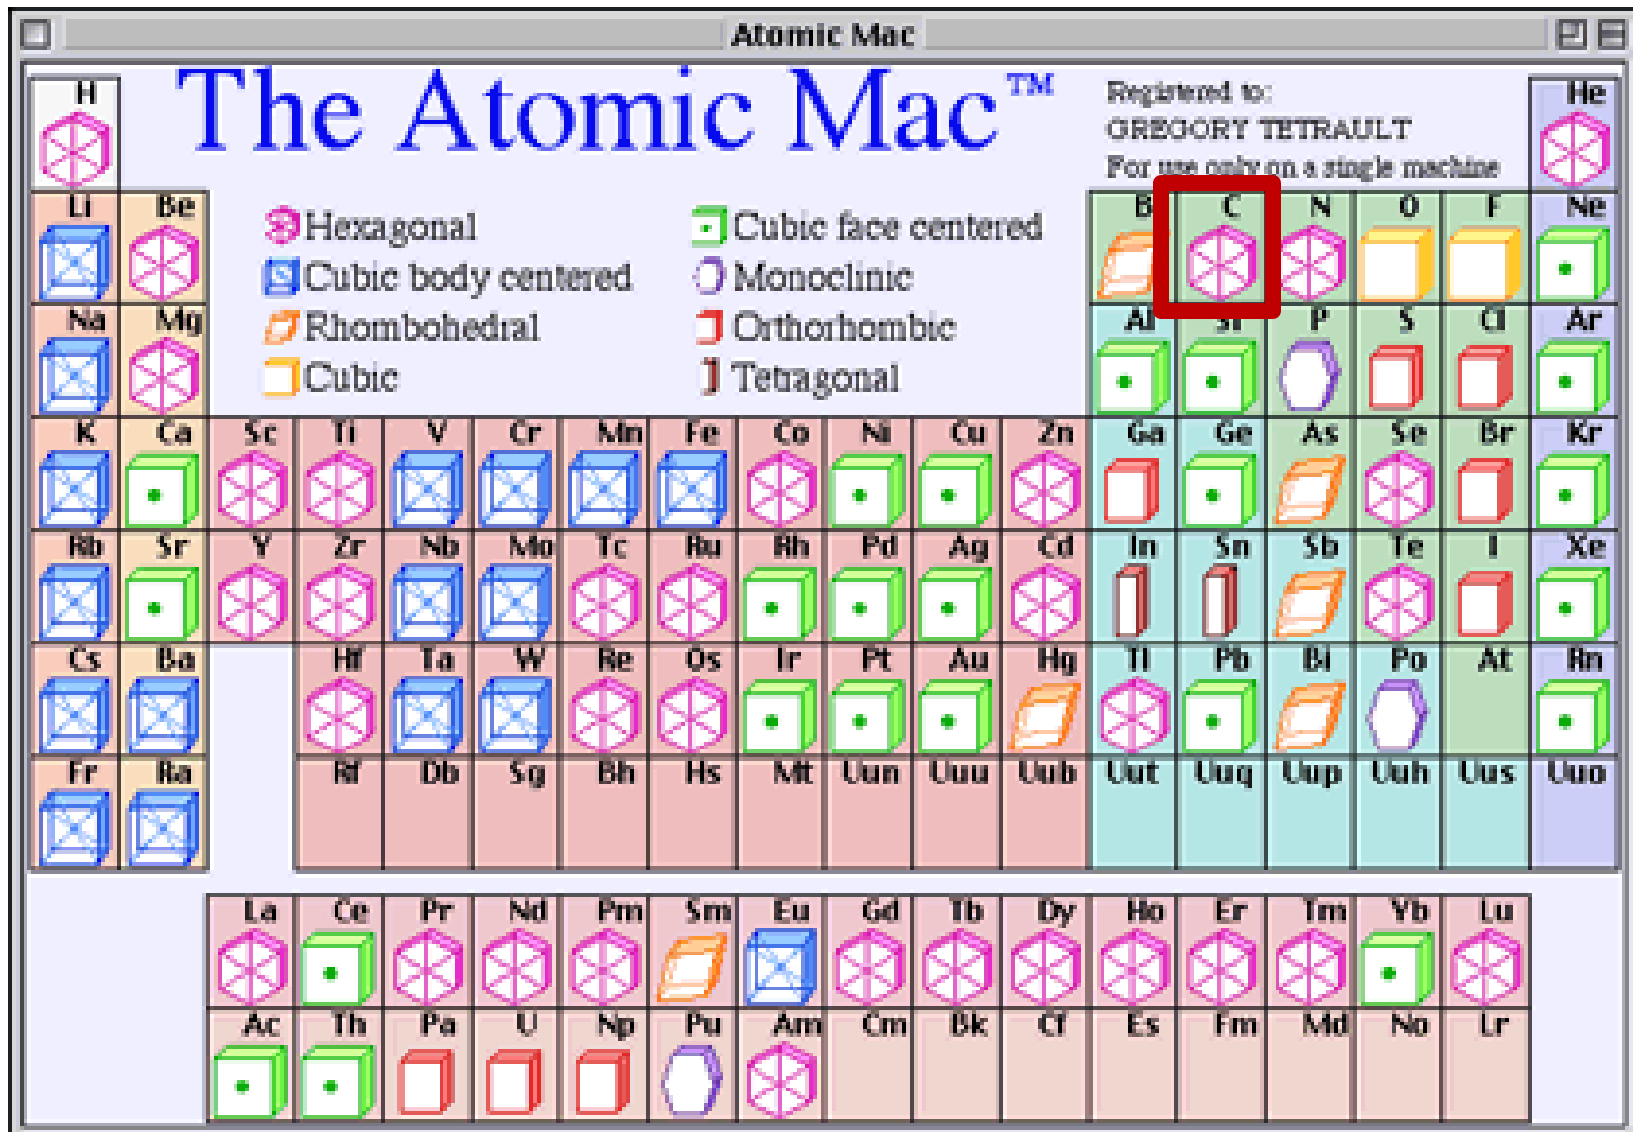 Atomic Mac
The Atomic Mac™
Registered to:
GREGORY TETRAULT
For use only on a single machine
H He
Hexagonal Cubic face centered
Cubic body centered Monoclinic
Rhombohedral Orthorhombic
Cubic Tetragonal
Li Be B C N O F Ne
Na Mg Al Si P S Cl Ar
K Ca Sc Ti V Cr Mn Fe Co Ni Cu Zn Ga Ge As Se Br Kr
Rb Sr Y Zr Nb Mo Tc Ru Rh Pd Ag Cd In Sn Sb Te I Xe
Cs Ba Hf Ta W Re Os Ir Pt Au Hg Tl Pb Bi Po At Rn
Fr Ra Rf Db Sg Bh Hs Mt Uun Uuu Uub Uut Uuq Uup Uuh Uus Uuo
La Ce Pr Nd Pm Sm Eu Gd Tb Dy Ho Er Tm Yb Lu
Ac Th Pa U Np Pu Am Cm Bk Cf Es Fm Md No Lr